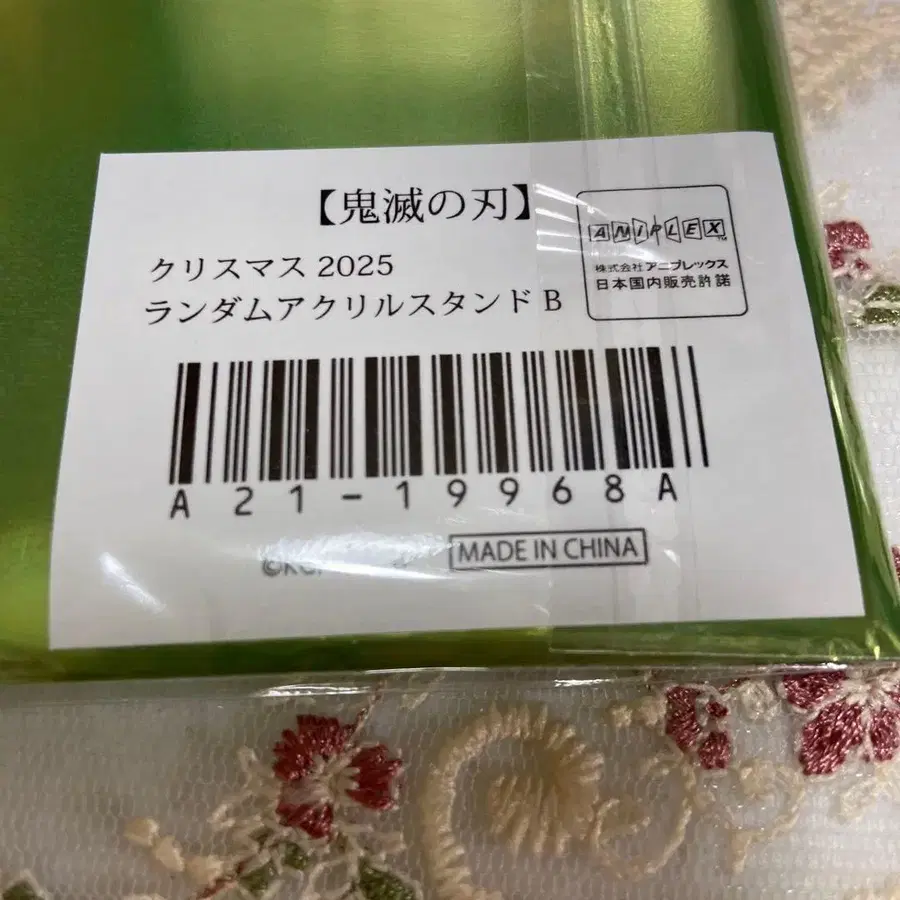 【鬼滅の刃】
クリスマス 2025
ランダムアクリルスタンド B
ANIPLEX™
株式会社アニプレックス
日本国内販売許諾
A21-19968A
MADE IN CHINA